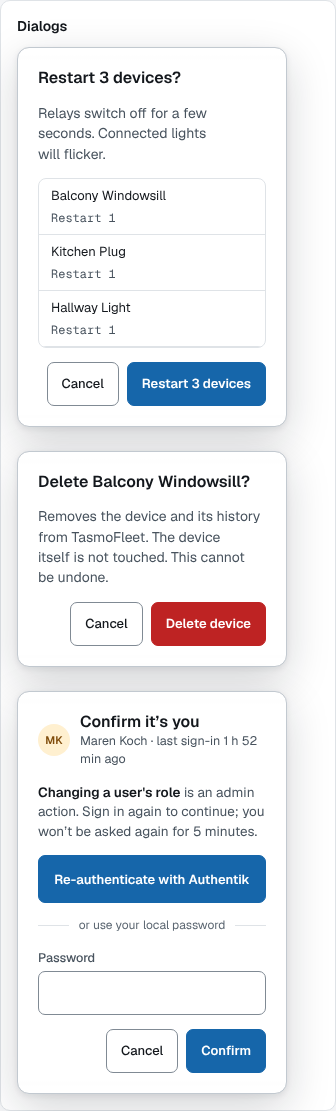 Dialogs
Restart 3 devices?
Relays switch off for a few
seconds. Connected lights
will flicker.
Balcony Windowsill
Restart 1
Kitchen Plug
Restart 1
Hallway Light
Restart 1
Cancel
Restart 3 devices
Delete Balcony Windowsill?
Removes the device and its history
from TasmoFleet. The device
itself is not touched. This cannot
be undone.
Cancel
Delete device
MK
Confirm it’s you
Maren Koch · last sign-in 1 h 52
min ago
Changing a user's role is an admin
action. Sign in again to continue; you
won’t be asked again for 5 minutes.
Re-authenticate with Authentik
or use your local password
Password
Cancel
Confirm